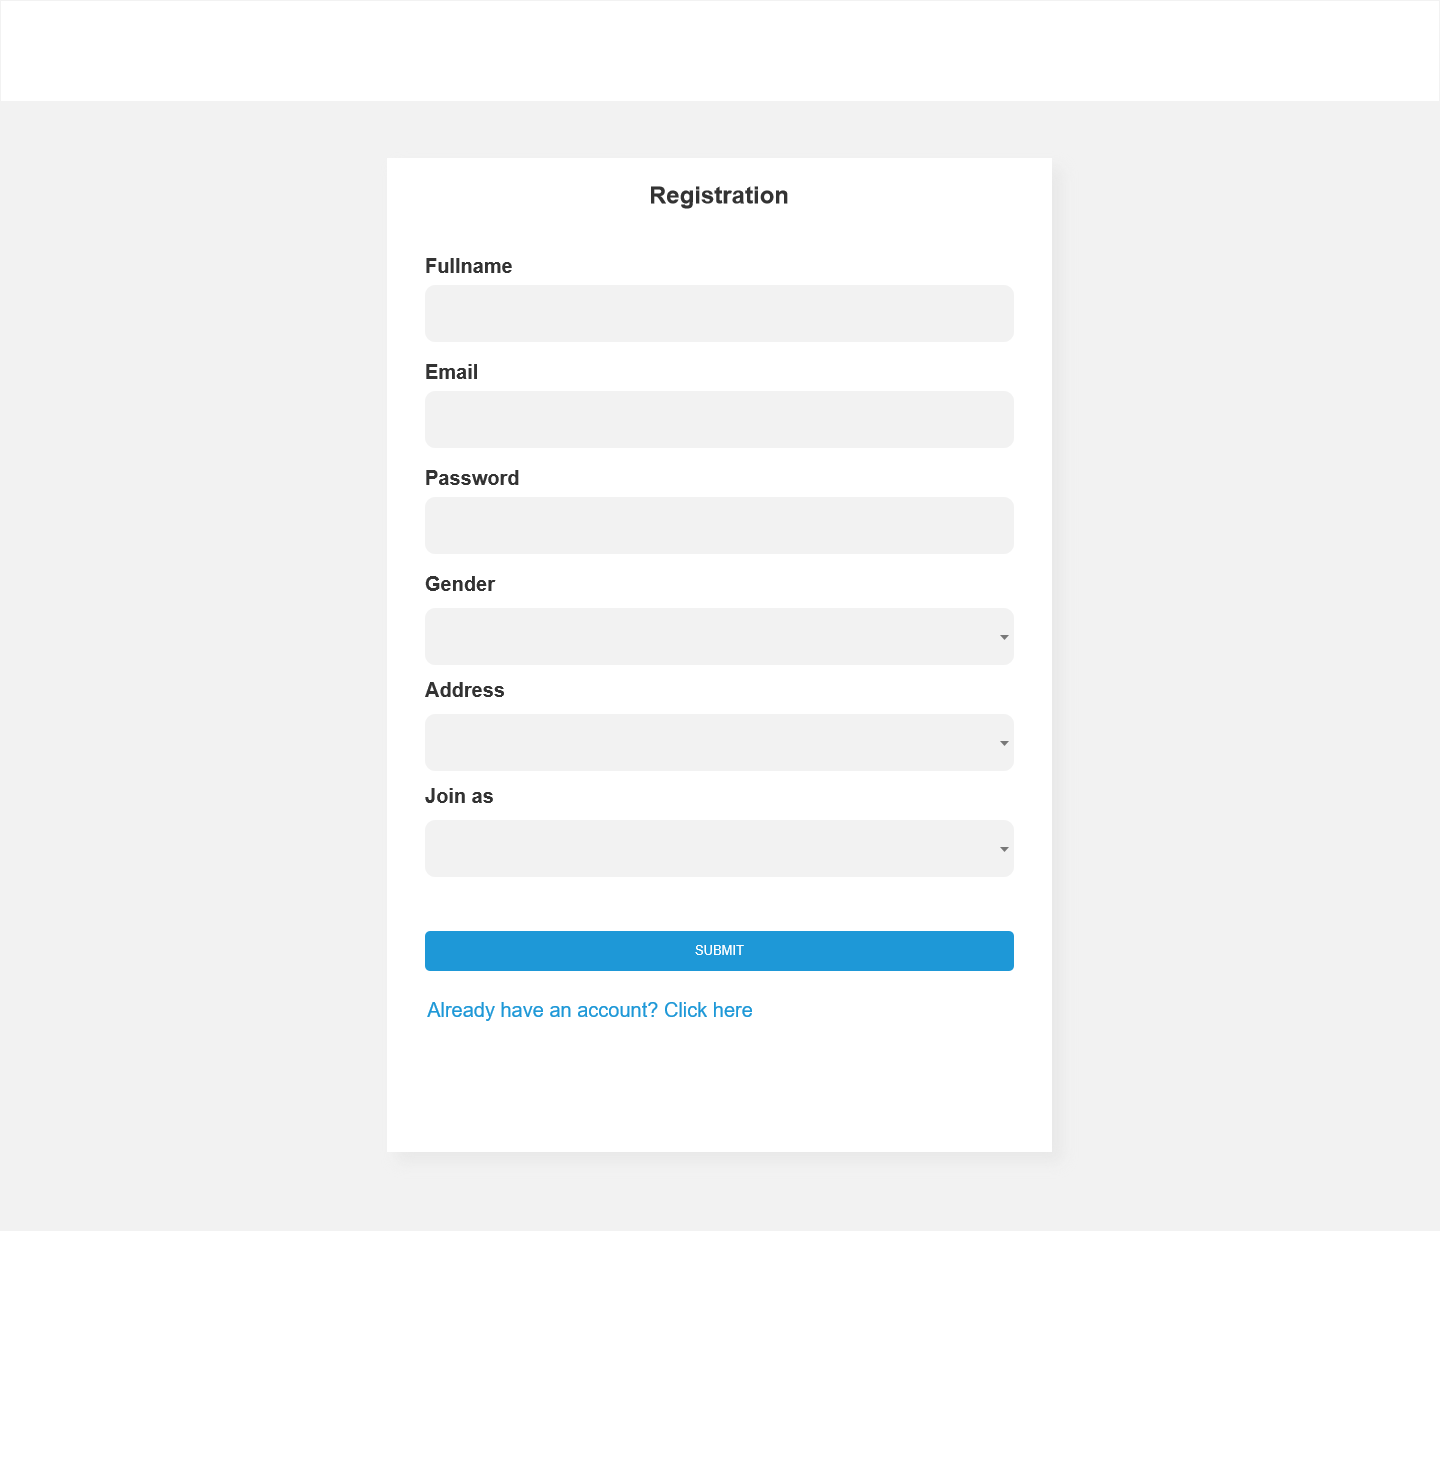 Registration
Fullname
Email
Password
Gender
Address
Join as
SUBMIT
Already have an account? Click here